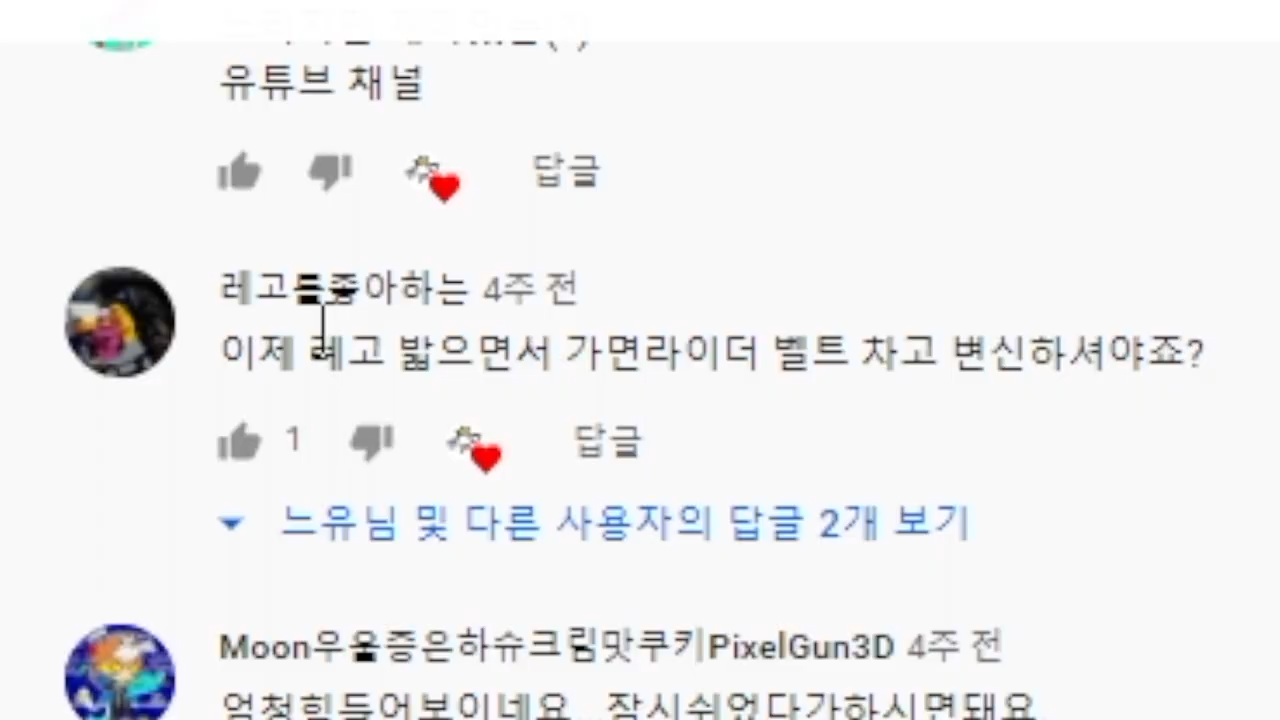 유튜브 채널
답글
레고를좋아하는 4주 전
이제 레고 밟으면서 가면라이더 벨트 차고 변신하셔야죠?
1
답글
느유님 및 다른 사용자의 답글 2개 보기
Moon우울증은하슈크림맛쿠키PixelGun3D 4주 전
엄청힘들어보이네요...잠시쉬었다가하시면돼요